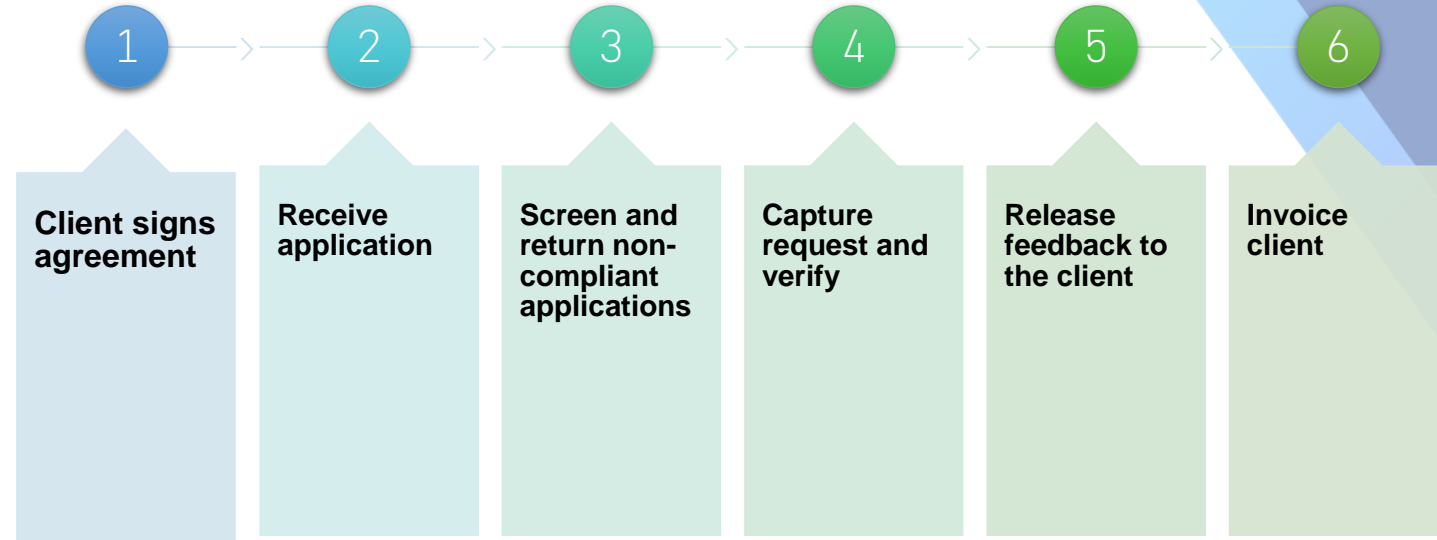 1
2
3
4
5
6
Client signs
agreement
Receive
application
Screen and
return non-
compliant
applications
Capture
request and
verify
Release
feedback to
the client
Invoice
client